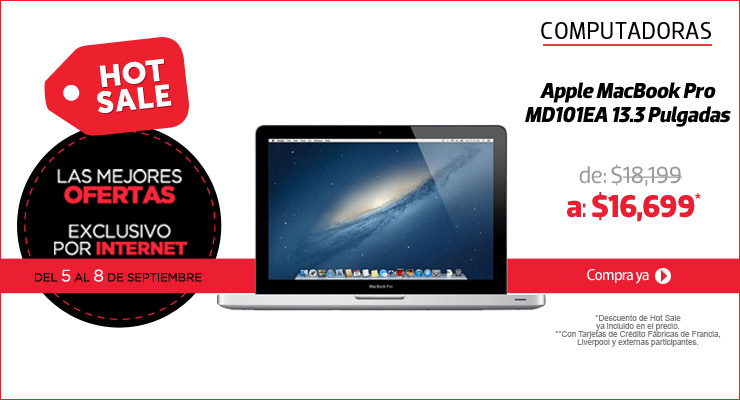 HOT
SALE
LAS MEJORES
OFERTAS
EXCLUSIVO
POR INTERNET
DEL 5 AL 8 DE SEPTIEMBRE
MacBook Pro
COMPUTADORAS
Apple MacBook Pro
MD101EA 13.3 Pulgadas
de: $18,199
a: $16,699*
Compra ya
*Descuento de Hot Sale
ya incluido en el precio.
**Con Tarjetas de Crédito Fábricas de Francia,
Liverpool y externas participantes.